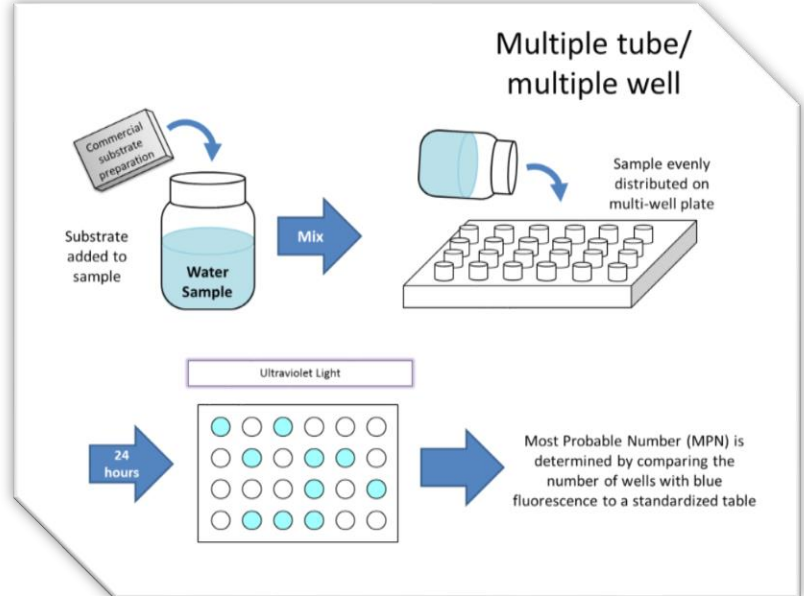 Multiple tube/
multiple well
Commercial
substrate
preparation
Substrate
added to
sample
Water
Sample
Mix
Sample evenly
distributed on
multi-well plate
Ultraviolet Light
24
hours
Most Probable Number (MPN) is
determined by comparing the
number of wells with blue
fluorescence to a standardized table